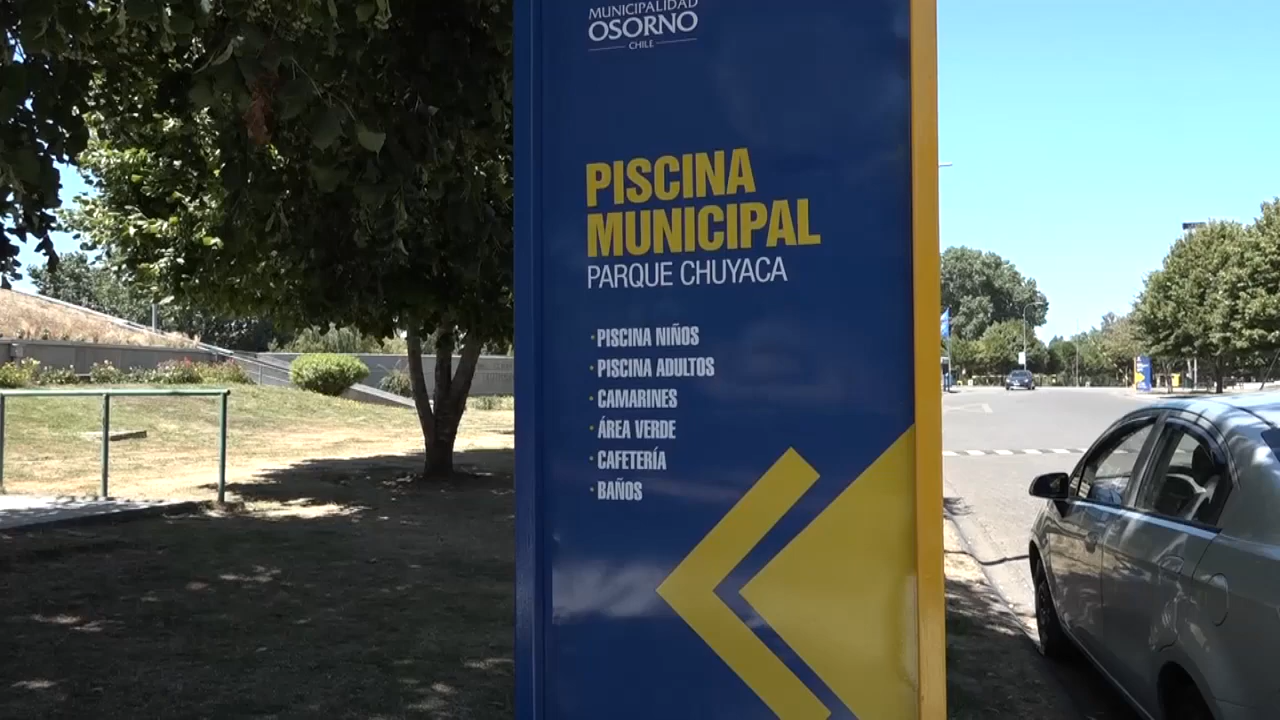 MUNICIPALIDAD
OSORNO
CHILE
PISCINA
MUNICIPAL
PARQUE CHUYACA
· PISCINA NIÑOS
· PISCINA ADULTOS
· CAMARINES
· ÁREA VERDE
· CAFETERÍA
· BAÑOS